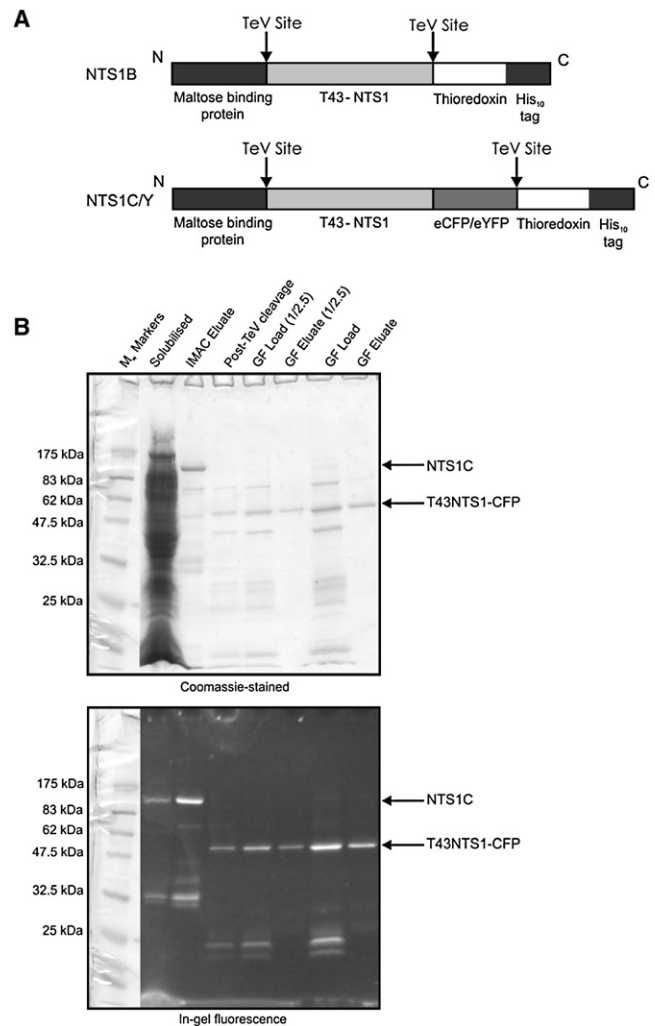 A
TeV Site TeV Site
N C
NTS1B
Maltose binding protein T43-NTS1 Thioredoxin His₁₀ tag
TeV Site TeV Site
N C
NTS1C/Y
Maltose binding protein T43-NTS1 eCFP/eYFP Thioredoxin His₁₀ tag
B
Mw Markers
Solubilised
IMAC Eluate
Post-TeV cleavage
GF Load (1/2.5)
GF Eluate (1/2.5)
GF Load
GF Eluate
175 kDa
83 kDa
62 kDa
47.5 kDa
32.5 kDa
25 kDa
NTS1C
T43NTS1-CFP
Coomassie-stained
175 kDa
83 kDa
62 kDa
47.5 kDa
32.5 kDa
25 kDa
NTS1C
T43NTS1-CFP
In-gel fluorescence